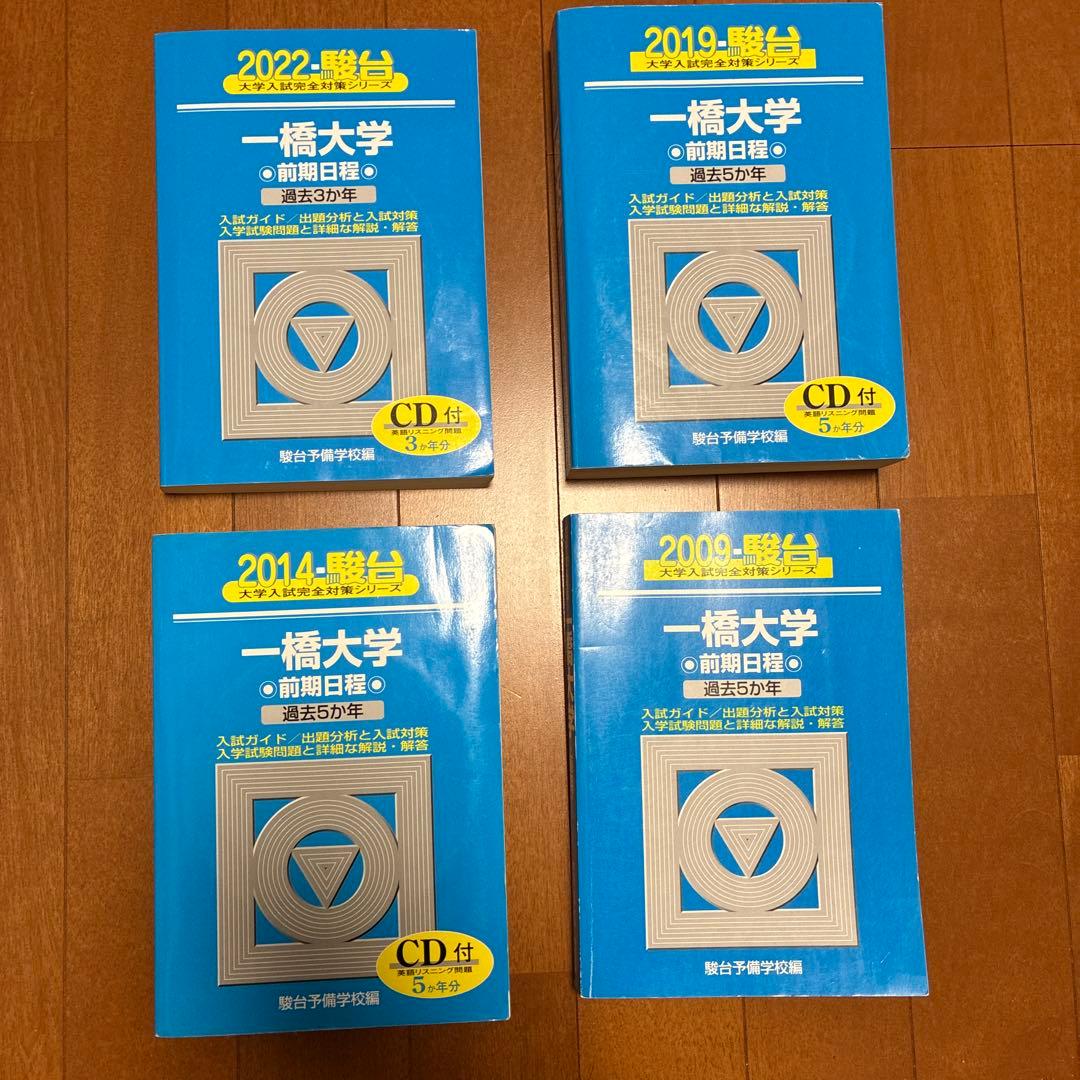 2022-駿台
大学入試完全対策シリーズ
一橋大学
前期日程
過去3か年
入試ガイド/出題分析と入試対策
入学試験問題と詳細な解説・解答
CD付
英語リスニング問題
3か年分
駿台予備学校編
2019-駿台
大学入試完全対策シリーズ
一橋大学
前期日程
過去5か年
入試ガイド/出題分析と入試対策
入学試験問題と詳細な解説・解答
CD付
英語リスニング問題
5か年分
駿台予備学校編
2014-駿台
大学入試完全対策シリーズ
一橋大学
前期日程
過去5か年
入試ガイド/出題分析と入試対策
入学試験問題と詳細な解説・解答
CD付
英語リスニング問題
5か年分
駿台予備学校編
2009-駿台
大学入試完全対策シリーズ
一橋大学
前期日程
過去5か年
入試ガイド/出題分析と入試対策
入学試験問題と詳細な解説・解答
駿台予備学校編